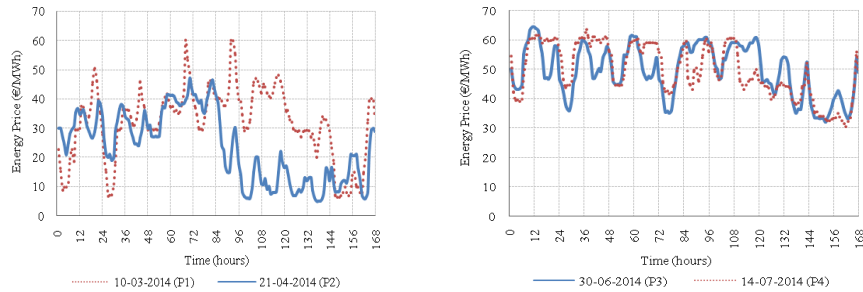 Energy Price (€/MWh)
70
60
50
40
30
20
10
0
0 12 24 36 48 60 72 84 96 108 120 132 144 156 168
Time (hours)
10-03-2014 (P1) 21-04-2014 (P2)
Energy Price (€/MWh)
70
60
50
40
30
20
10
0
0 12 24 36 48 60 72 84 96 108 120 132 144 156 168
Time (hours)
30-06-2014 (P3) 14-07-2014 (P4)